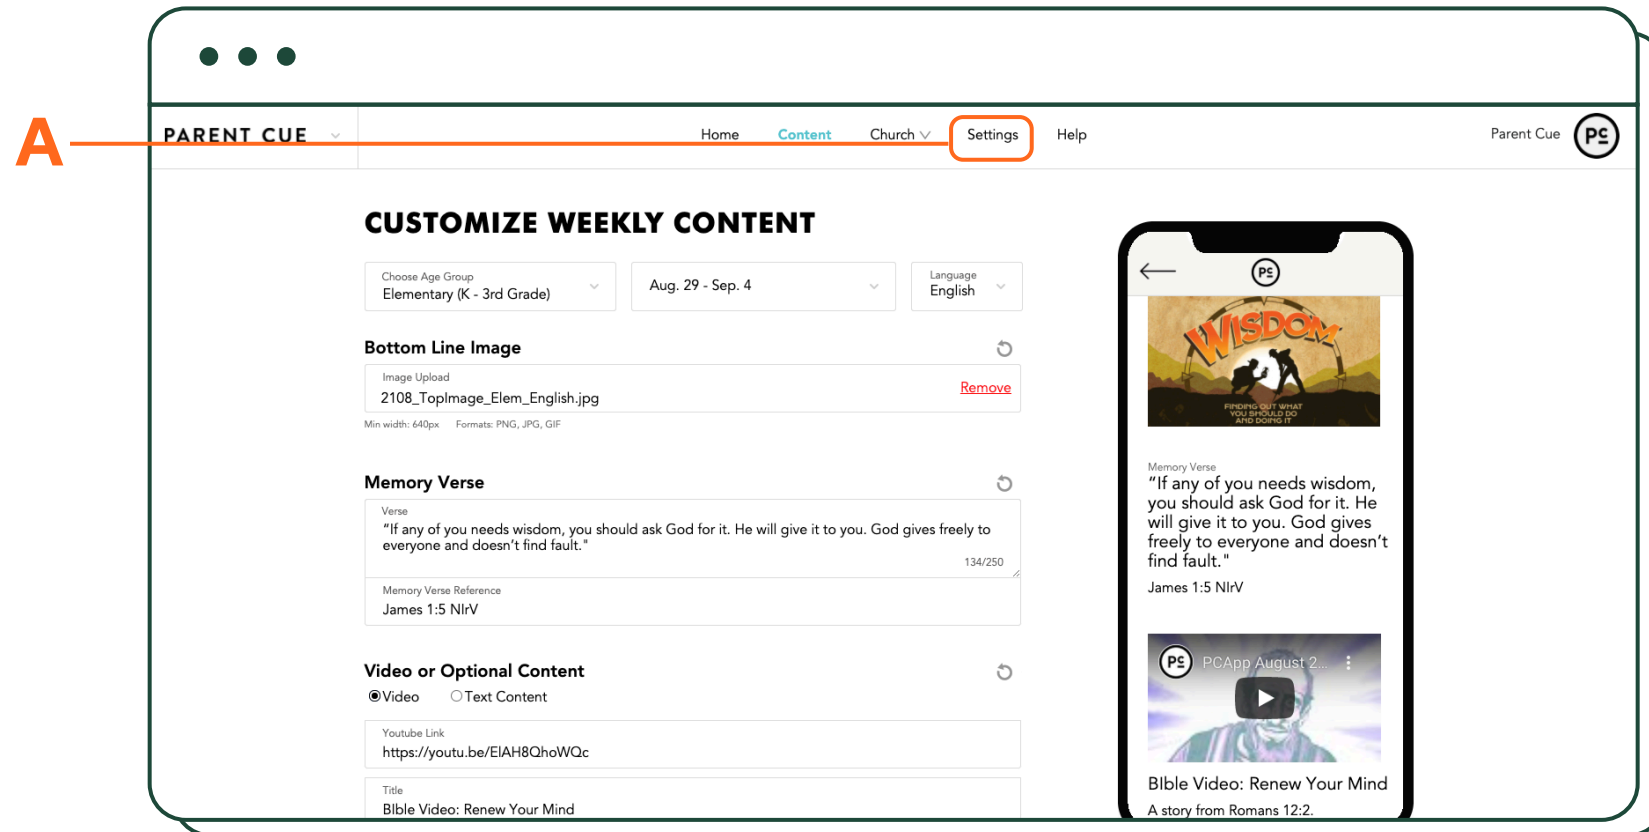 A
PARENT CUE
Home Content Church Settings Help
Parent Cue
PC
CUSTOMIZE WEEKLY CONTENT
Choose Age Group
Elementary (K - 3rd Grade)
Aug. 29 - Sep. 4
Language
English
Bottom Line Image
Image Upload
2108_TopImage_Elem_English.jpg
Remove
Min width: 640px Formats: PNG, JPG, GIF
Memory Verse
Verse
“If any of you needs wisdom, you should ask God for it. He will give it to you. God gives freely to
everyone and doesn’t find fault."
134/250
Memory Verse Reference
James 1:5 NIrV
Video or Optional Content
Video Text Content
Youtube Link
https://youtu.be/EIAH8QhoWQc
Title
BIble Video: Renew Your Mind
PC
WISDOM
FINDING OUT WHAT
YOU SHOULD DO
AND DOING IT
Memory Verse
“If any of you needs wisdom,
you should ask God for it. He
will give it to you. God gives
freely to everyone and doesn’t
find fault."
James 1:5 NIrV
PC PCApp August 2...
BIble Video: Renew Your Mind
A story from Romans 12:2.